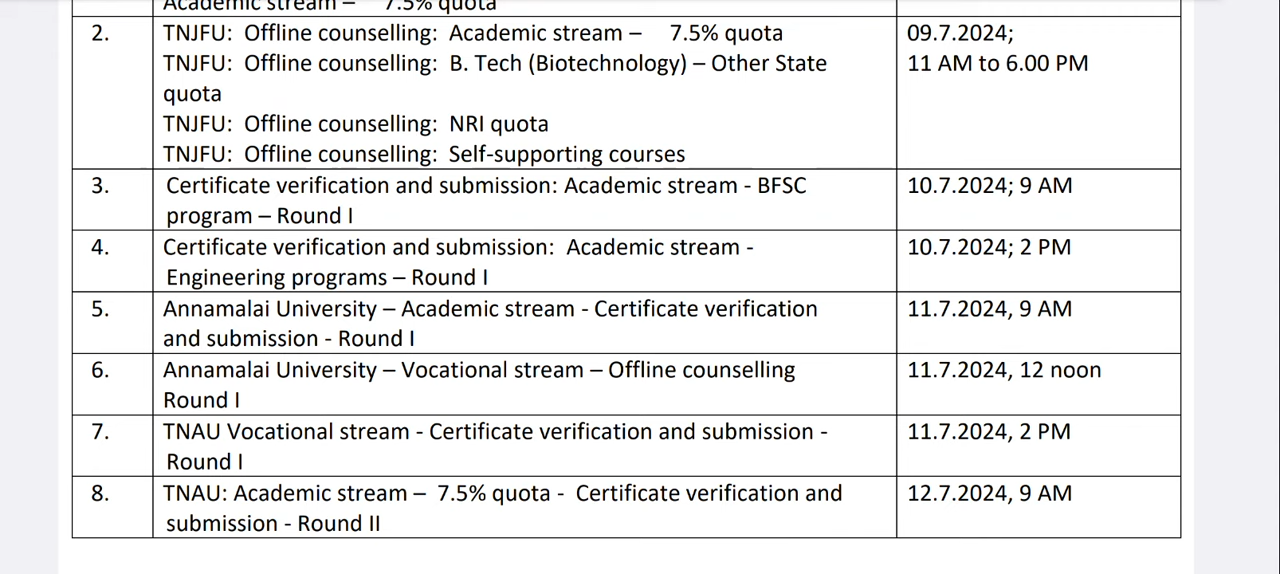 Academic stream – 7.5% quota
2. TNJFU: Offline counselling: Academic stream – 7.5% quota 09.7.2024;
TNJFU: Offline counselling: B. Tech (Biotechnology) – Other State 11 AM to 6.00 PM
quota
TNJFU: Offline counselling: NRI quota
TNJFU: Offline counselling: Self-supporting courses
3. Certificate verification and submission: Academic stream - BFSC 10.7.2024; 9 AM
program – Round I
4. Certificate verification and submission: Academic stream - 10.7.2024; 2 PM
Engineering programs – Round I
5. Annamalai University – Academic stream - Certificate verification 11.7.2024, 9 AM
and submission - Round I
6. Annamalai University – Vocational stream – Offline counselling 11.7.2024, 12 noon
Round I
7. TNAU Vocational stream - Certificate verification and submission - 11.7.2024, 2 PM
Round I
8. TNAU: Academic stream – 7.5% quota - Certificate verification and 12.7.2024, 9 AM
submission - Round II